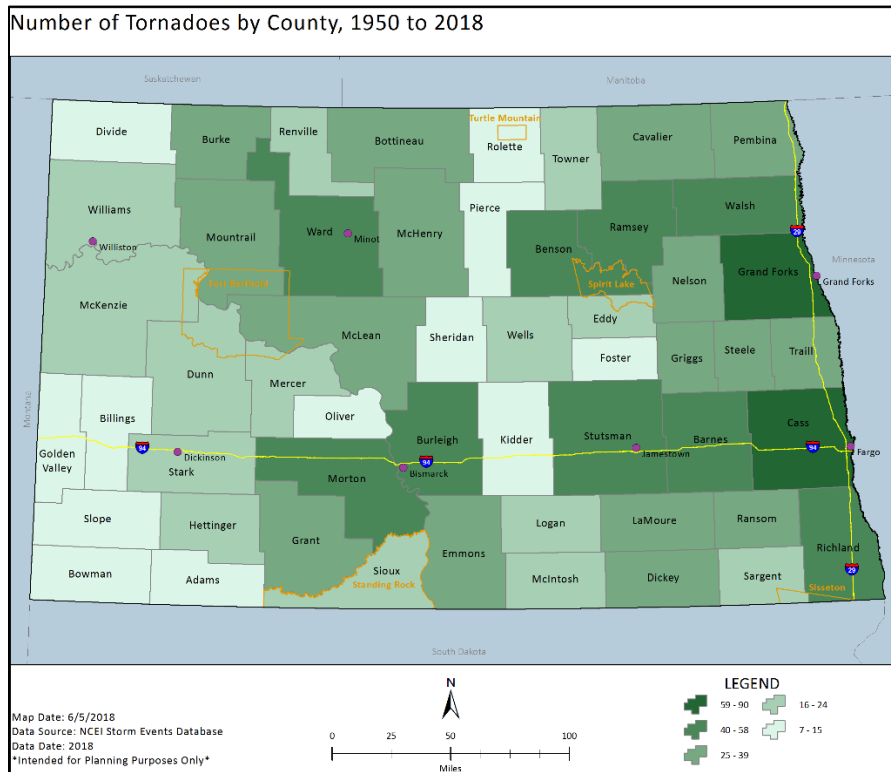 Number of Tornadoes by County, 1950 to 2018
Saskatchewan
Manitoba
Divide
Burke
Renville
Bottineau
Turtle Mountain
Rolette
Towner
Cavalier
Pembina
Williams
Williston
Mountrail
Ward
Minot
McHenry
Pierce
Benson
Ramsey
Walsh
29
Minnesota
Grand Forks
Grand Forks
Nelson
Spirit Lake
Fort Berthold
McKenzie
McLean
Sheridan
Wells
Eddy
Foster
Griggs
Steele
Traill
Dunn
Mercer
Oliver
Montana
Billings
Golden Valley
94
Dickinson
Stark
Morton
Burleigh
94
Bismarck
Kidder
Stutsman
Jamestown
Barnes
Cass
94
Fargo
Slope
Hettinger
Grant
Emmons
Logan
LaMoure
Ransom
Richland
29
Bowman
Adams
Sioux
Standing Rock
McIntosh
Dickey
Sargent
Sisseton
South Dakota
N
LEGEND
59 - 90
16 - 24
40 - 58
7 - 15
25 - 39
Map Date: 6/5/2018
Data Source: NCEI Storm Events Database
Data Date: 2018
*Intended for Planning Purposes Only*
0 25 50 100
Miles